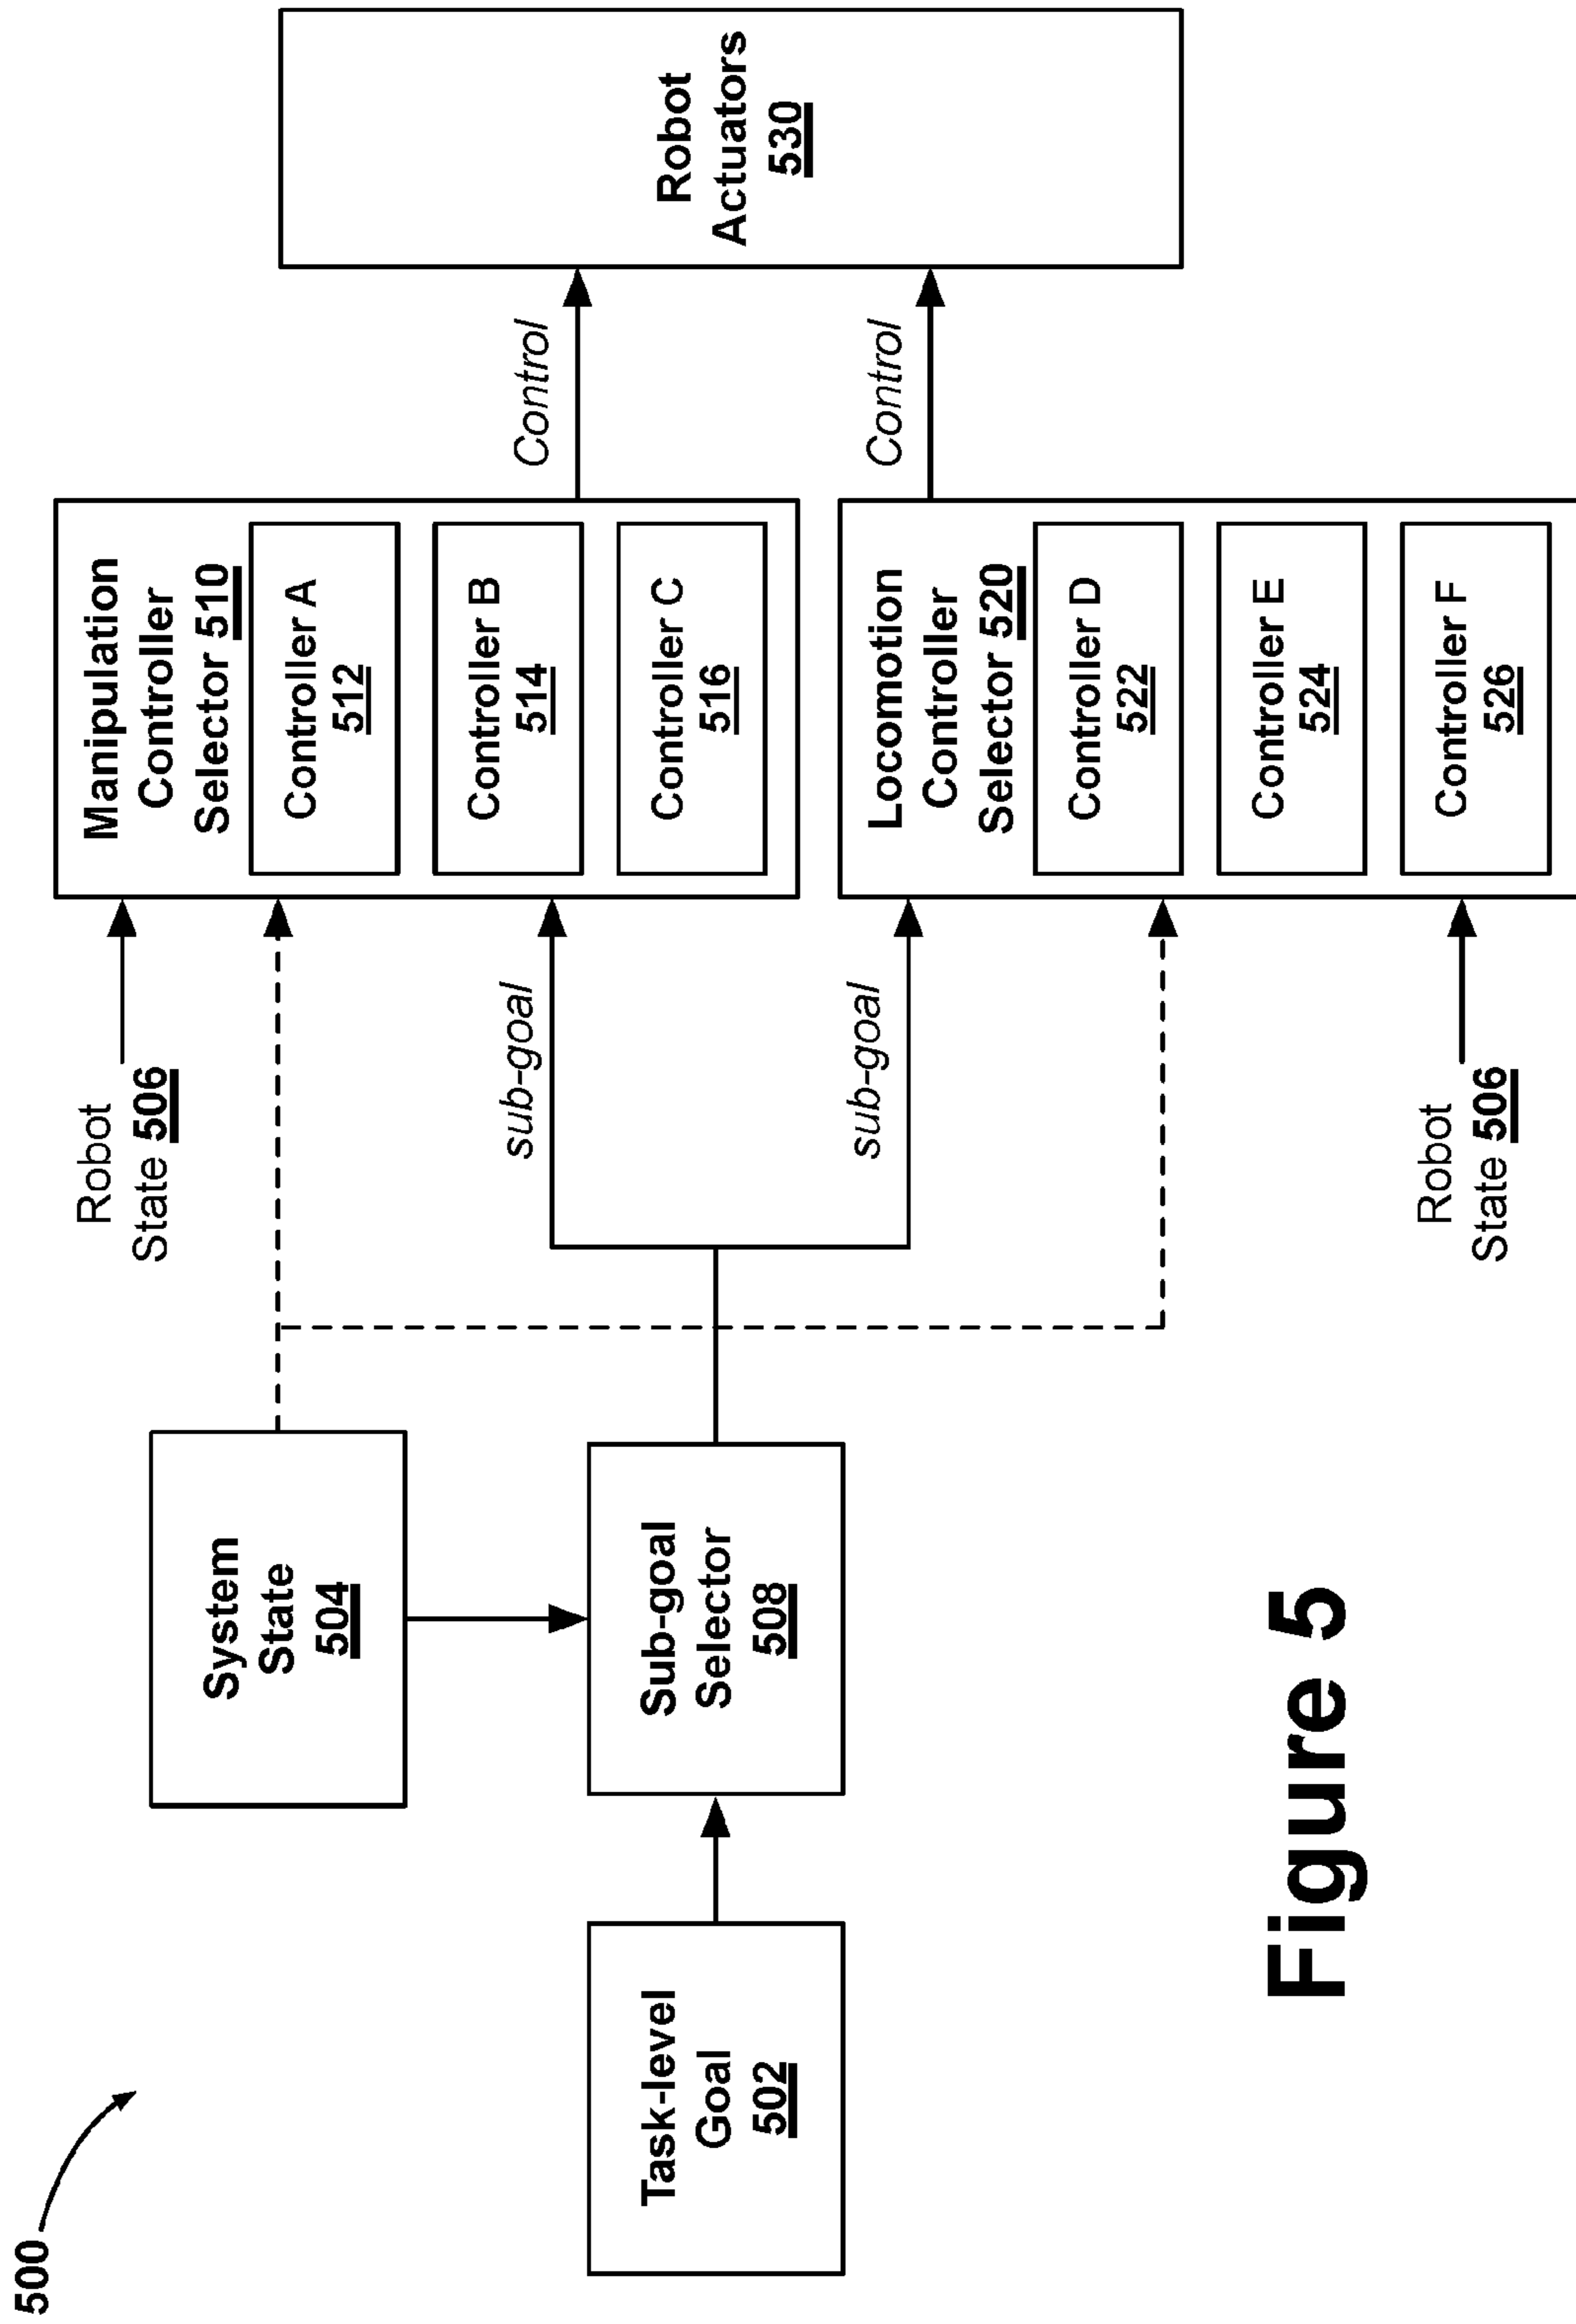 500
Task-level
Goal
502
System
State
504
Sub-goal
Selector
508
Robot
State 506
sub-goal
sub-goal
Robot
State 506
Manipulation
Controller
Selector 510
Controller A
512
Controller B
514
Controller C
516
Locomotion
Controller
Selector 520
Controller D
522
Controller E
524
Controller F
526
Control
Control
Robot
Actuators
530
Figure 5